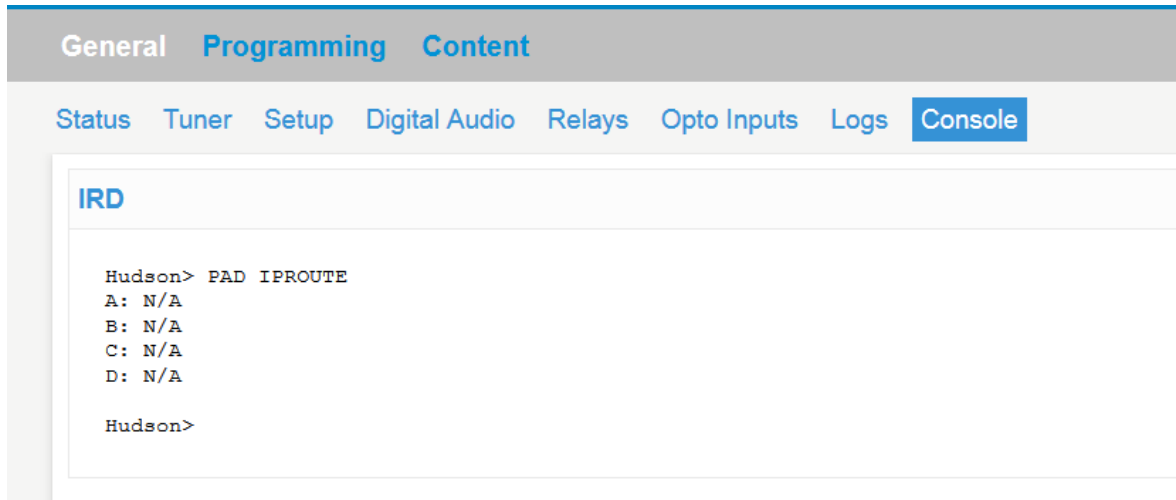 General Programming Content
Status Tuner Setup Digital Audio Relays Opto Inputs Logs Console
IRD
Hudson> PAD IPROUTE
A: N/A
B: N/A
C: N/A
D: N/A
Hudson>